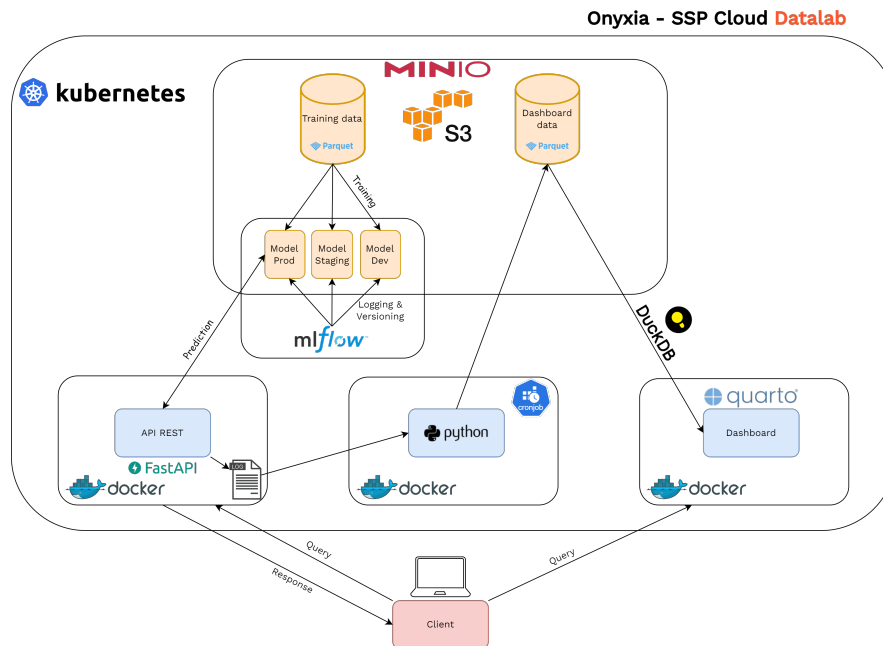 Onyxia - SSP Cloud Datalab
kubernetes
MINIO
S3
Training data
Parquet
Dashboard
data
Parquet
Training
Model
Prod
Model
Staging
Model
Dev
Logging &
Versioning
mlflow
Prediction
DuckDB
API REST
FastAPI
LOG
docker
cronjob
python
docker
quarto
Dashboard
docker
Query
Response
Query
Client